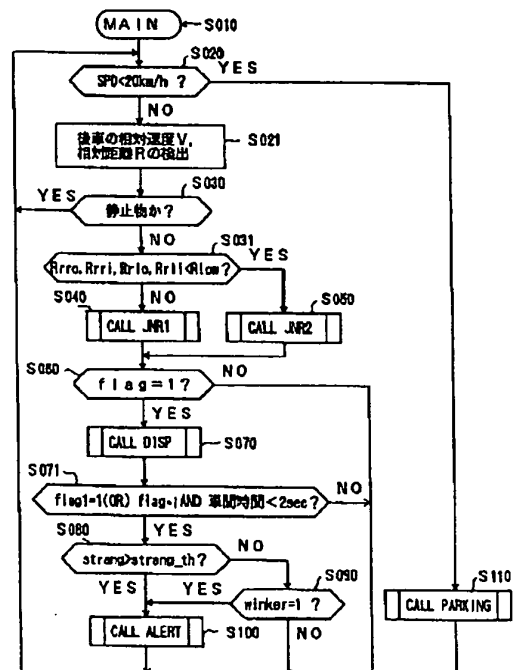 MAIN S010
S020
SPD<20km/h ? YES
NO
後車の相対速度V,
相対距離Rの検出 S021
S030
YES
静止物か?
NO
S031
Rrro, Rrri, Rrlo, Rrli<Rlow? YES
NO
S040 S050
CALL JNR1 CALL JNR2
S060
flag=1? NO
YES
CALL DISP S070
S071
flag1=1(OR) AND 車間時間<2sec? NO
YES
S080
strang>strang_th? NO
YES YES S090
winker=1 ?
CALL ALERT S100 NO
S110
CALL PARKING